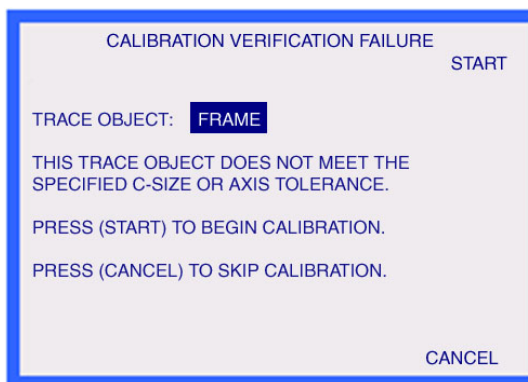 CALIBRATION VERIFICATION FAILURE
START
TRACE OBJECT: FRAME
THIS TRACE OBJECT DOES NOT MEET THE
SPECIFIED C-SIZE OR AXIS TOLERANCE.
PRESS (START) TO BEGIN CALIBRATION.
PRESS (CANCEL) TO SKIP CALIBRATION.
CANCEL